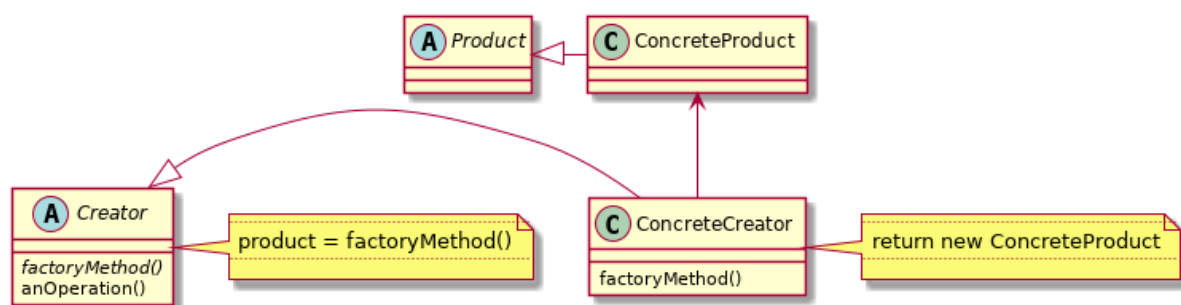 A Product
C ConcreteProduct
A Creator
factoryMethod()
anOperation()
product = factoryMethod()
C ConcreteCreator
factoryMethod()
return new ConcreteProduct